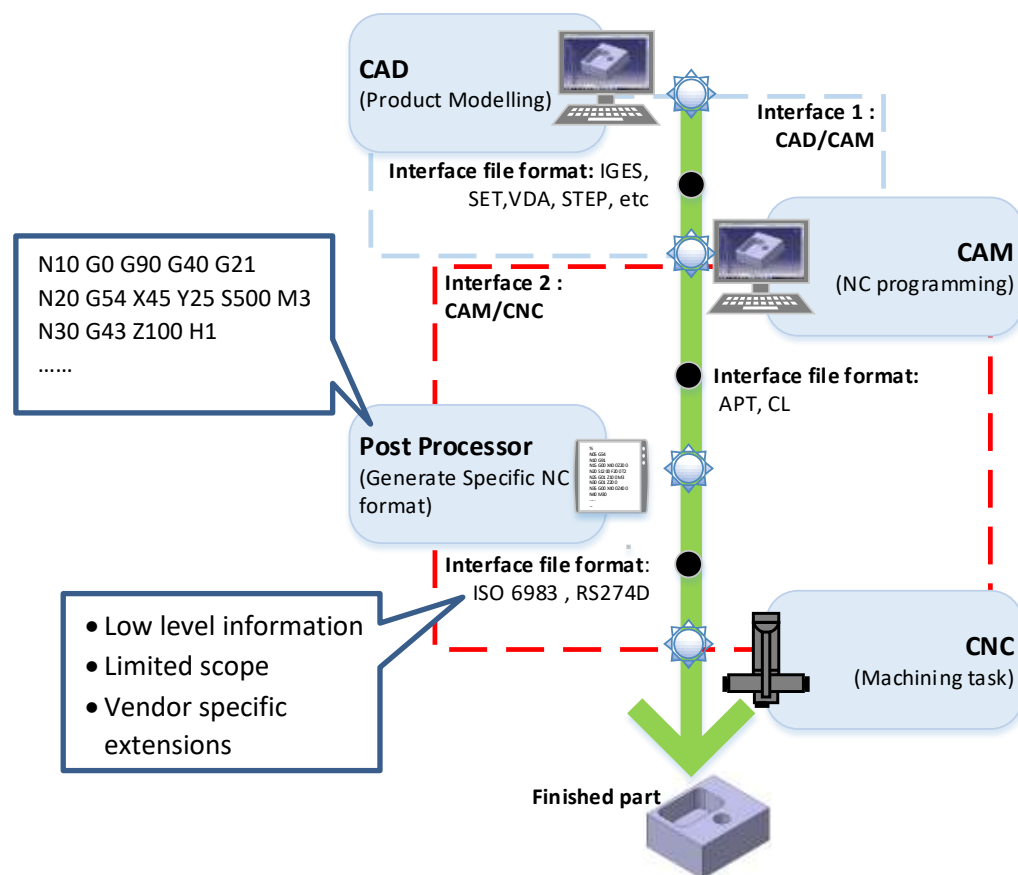 CAD
(Product Modelling)
Interface 1 :
CAD/CAM
Interface file format: IGES,
SET,VDA, STEP, etc
CAM
(NC programming)
N10 G0 G90 G40 G21
N20 G54 X45 Y25 S500 M3
N30 G43 Z100 H1
......
Interface 2 :
CAM/CNC
Interface file format:
APT, CL
Post Processor
(Generate Specific NC
format)
Interface file format:
ISO 6983 , RS274D
• Low level information
• Limited scope
• Vendor specific
extensions
CNC
(Machining task)
Finished part